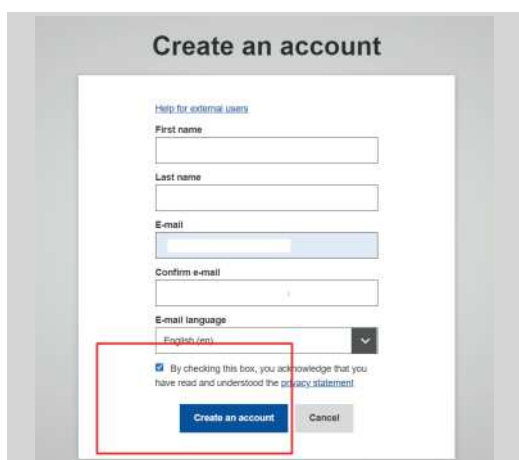 Create an account
Help for external users
First name
Last name
E-mail
Confirm e-mail
E-mail language
English (en)
By checking this box, you acknowledge that you
have read and understood the privacy statement
Create an account
Cancel